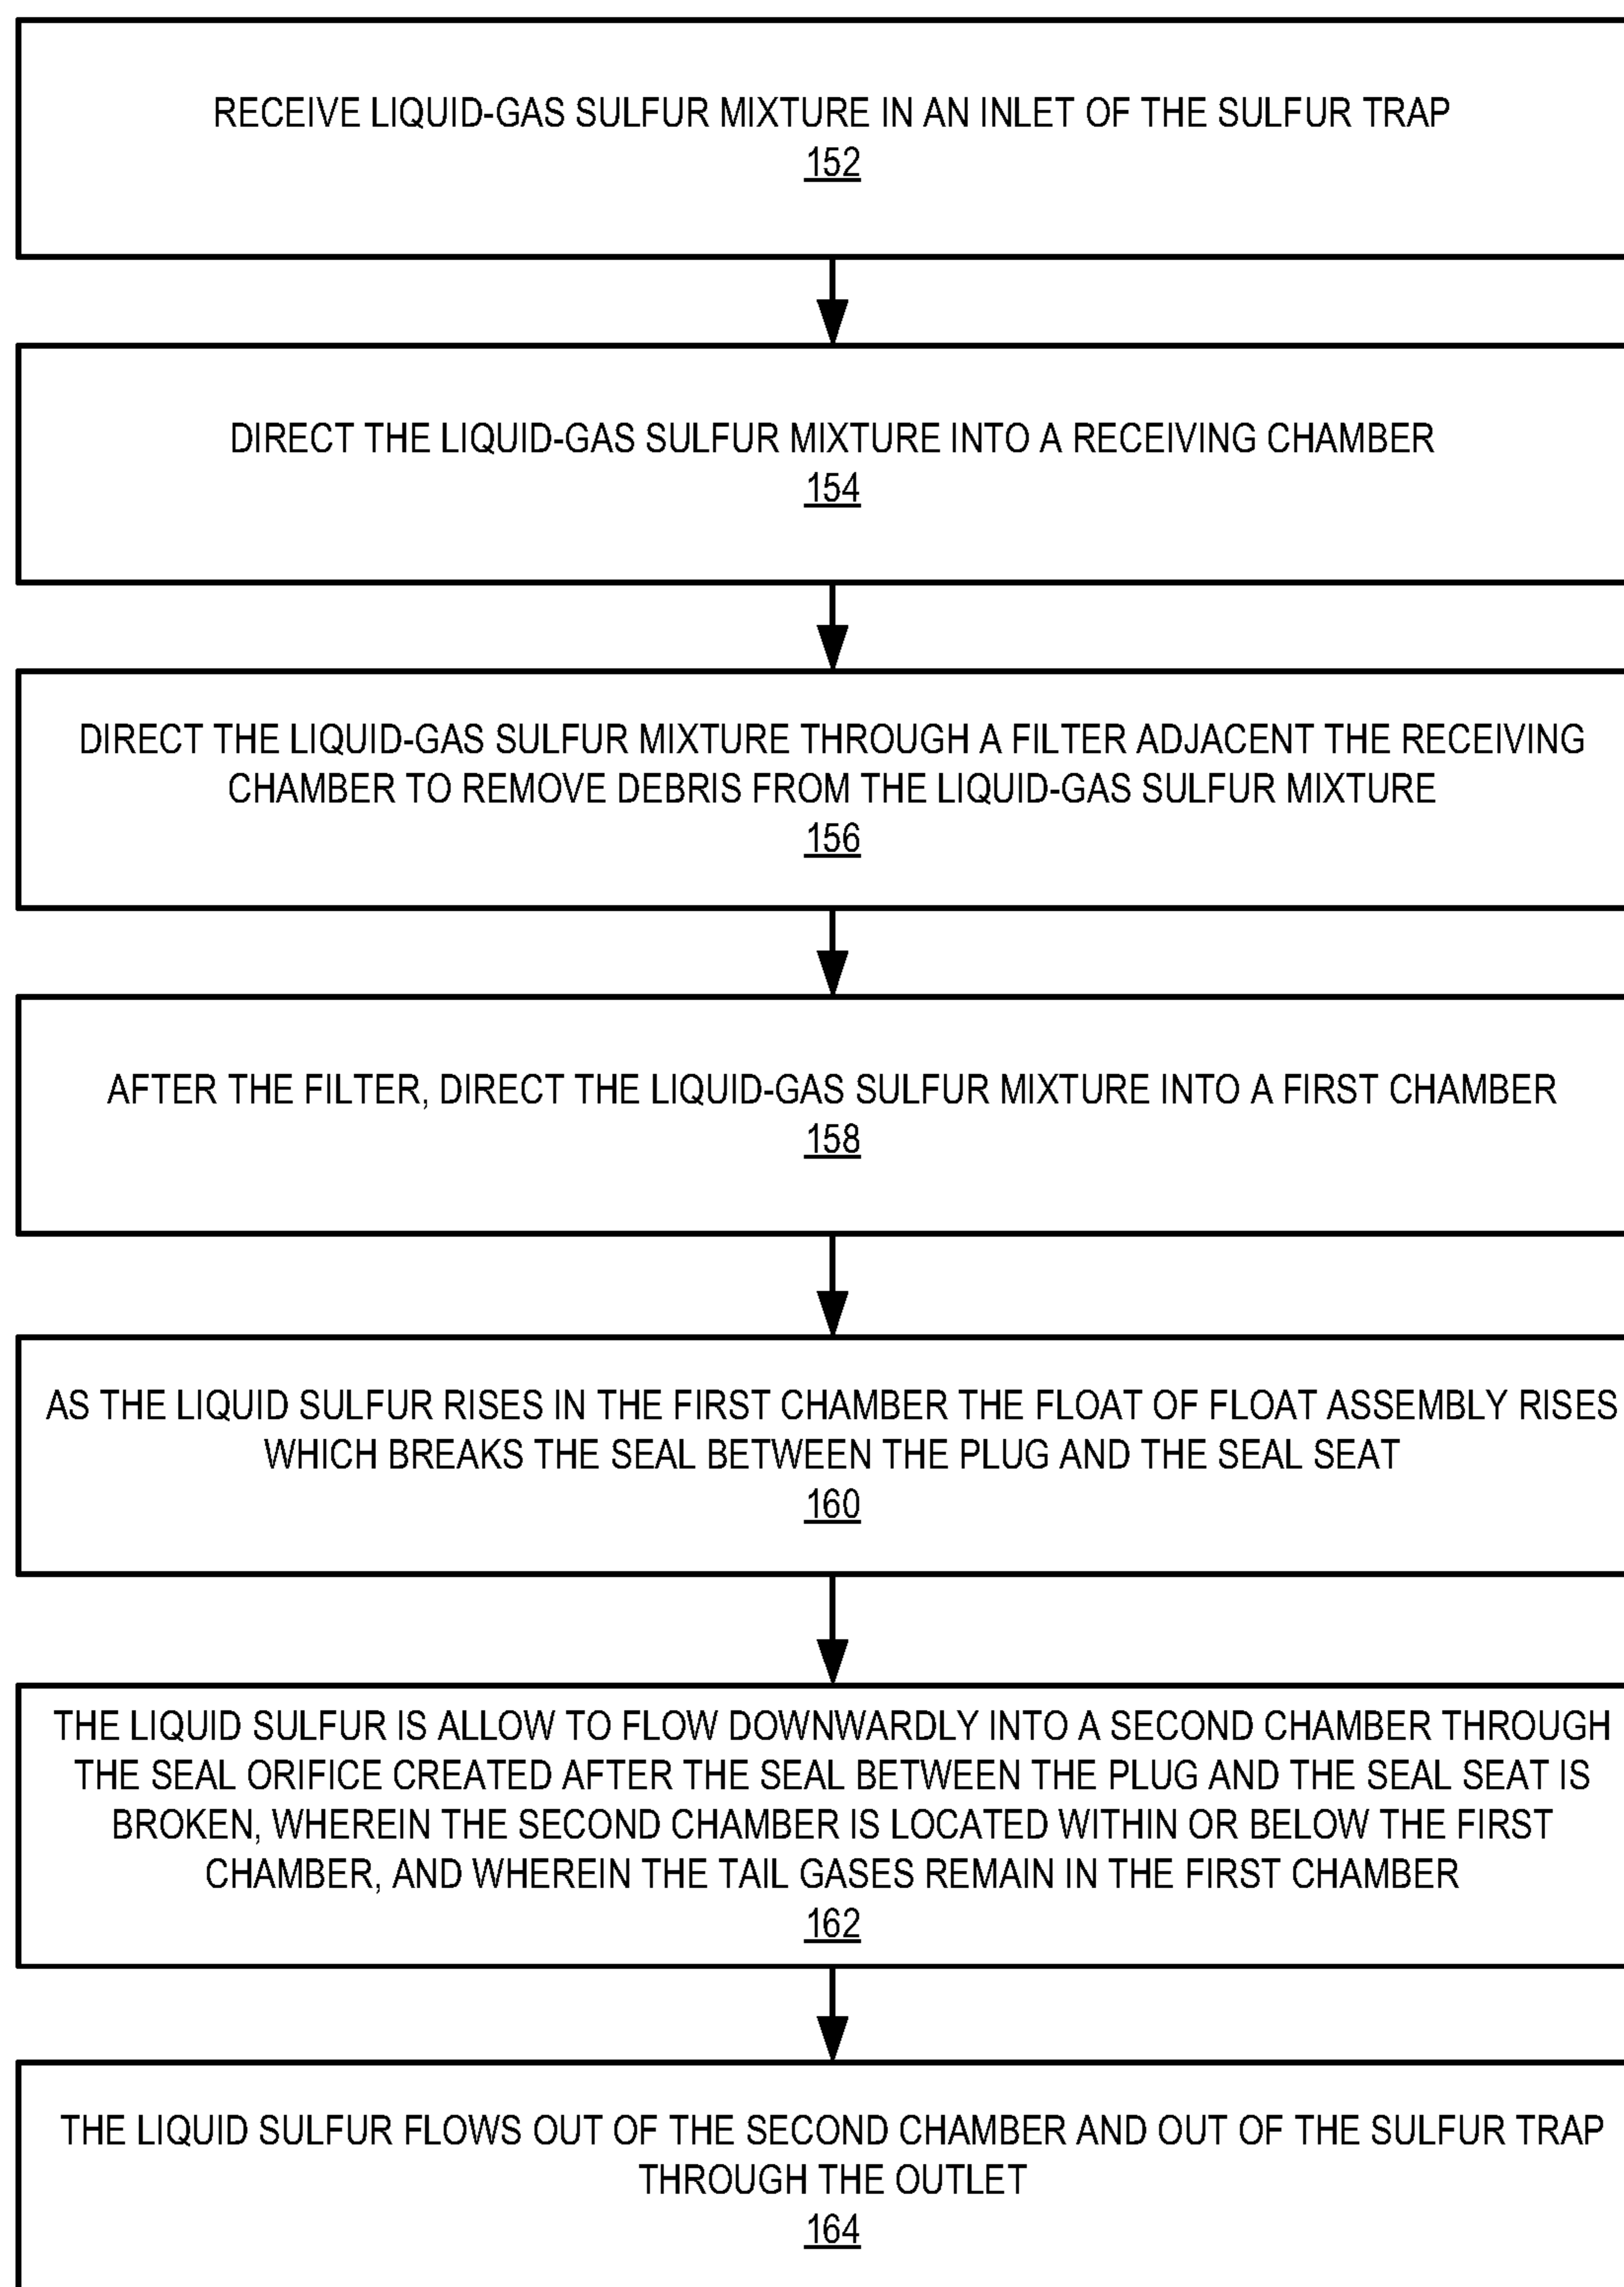 RECEIVE LIQUID-GAS SULFUR MIXTURE IN AN INLET OF THE SULFUR TRAP
152
DIRECT THE LIQUID-GAS SULFUR MIXTURE INTO A RECEIVING CHAMBER
154
DIRECT THE LIQUID-GAS SULFUR MIXTURE THROUGH A FILTER ADJACENT THE RECEIVING
CHAMBER TO REMOVE DEBRIS FROM THE LIQUID-GAS SULFUR MIXTURE
156
AFTER THE FILTER, DIRECT THE LIQUID-GAS SULFUR MIXTURE INTO A FIRST CHAMBER
158
AS THE LIQUID SULFUR RISES IN THE FIRST CHAMBER THE FLOAT OF FLOAT ASSEMBLY RISES
WHICH BREAKS THE SEAL BETWEEN THE PLUG AND THE SEAL SEAT
160
THE LIQUID SULFUR IS ALLOW TO FLOW DOWNWARDLY INTO A SECOND CHAMBER THROUGH
THE SEAL ORIFICE CREATED AFTER THE SEAL BETWEEN THE PLUG AND THE SEAL SEAT IS
BROKEN, WHEREIN THE SECOND CHAMBER IS LOCATED WITHIN OR BELOW THE FIRST
CHAMBER, AND WHEREIN THE TAIL GASES REMAIN IN THE FIRST CHAMBER
162
THE LIQUID SULFUR FLOWS OUT OF THE SECOND CHAMBER AND OUT OF THE SULFUR TRAP
THROUGH THE OUTLET
164